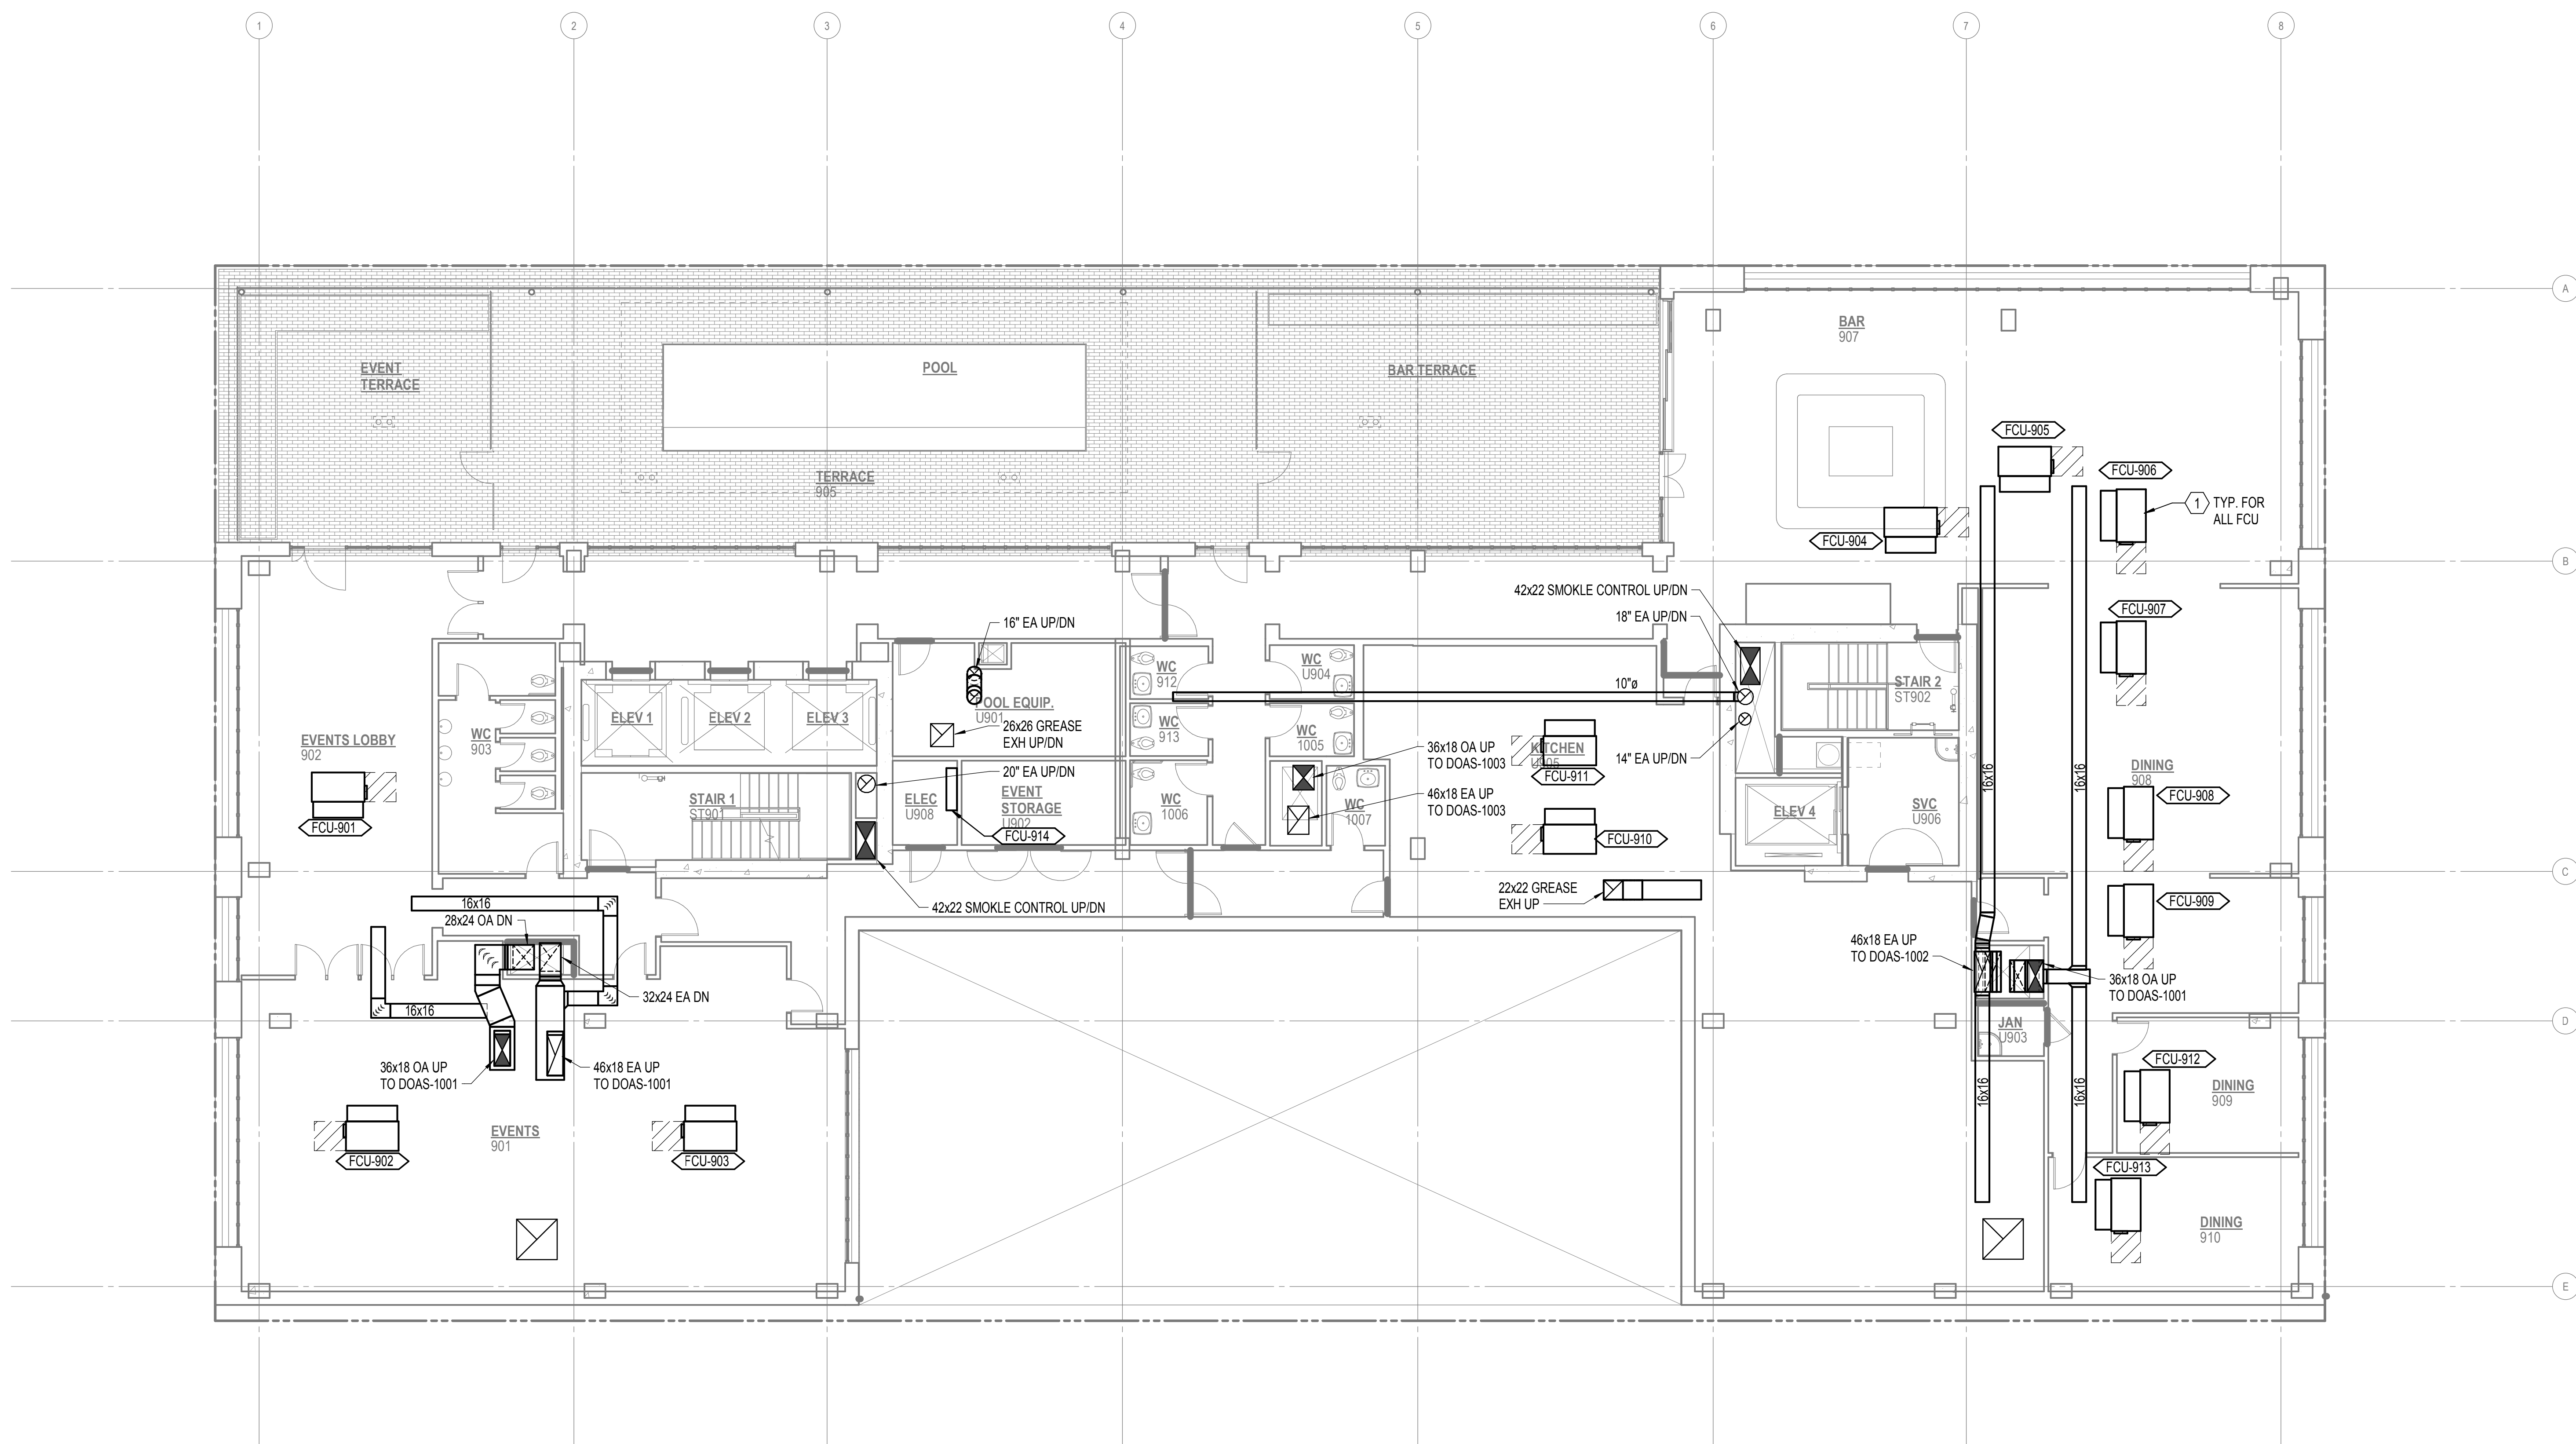 1
2
3
4
5
6
7
8
A
B
C
D
E
BAR
907
EVENT
TERRACE
POOL
BAR TERRACE
TERRACE
905
FCU-905
FCU-906
1
TYP. FOR
ALL FCU
FCU-904
42x22 SMOKLE CONTROL UP/DN
18" EA UP/DN
FCU-907
16" EA UP/DN
WC
912
WC
U904
10"ø
STAIR 2
ST902
POOL EQUIP.
U901
26x26 GREASE
EXH UP/DN
ELEV 1
ELEV 2
ELEV 3
WC
913
WC
1005
EVENTS LOBBY
902
WC
903
36x18 OA UP
TO DOAS-1003
KITCHEN
U905
FCU-911
14" EA UP/DN
16x16
16x16
DINING
908
FCU-908
20" EA UP/DN
STAIR 1
ST901
ELEC
U908
EVENT
STORAGE
U902
FCU-914
WC
1006
46x18 EA UP
TO DOAS-1003
WC
1007
FCU-910
ELEV 4
SVC
U906
FCU-901
22x22 GREASE
EXH UP
FCU-909
42x22 SMOKLE CONTROL UP/DN
16x16
28x24 OA DN
46x18 EA UP
TO DOAS-1002
32x24 EA DN
36x18 OA UP
TO DOAS-1001
16x16
JAN
U903
36x18 OA UP
TO DOAS-1001
46x18 EA UP
TO DOAS-1001
FCU-912
DINING
909
16x16
16x16
EVENTS
901
FCU-902
FCU-903
FCU-913
DINING
910